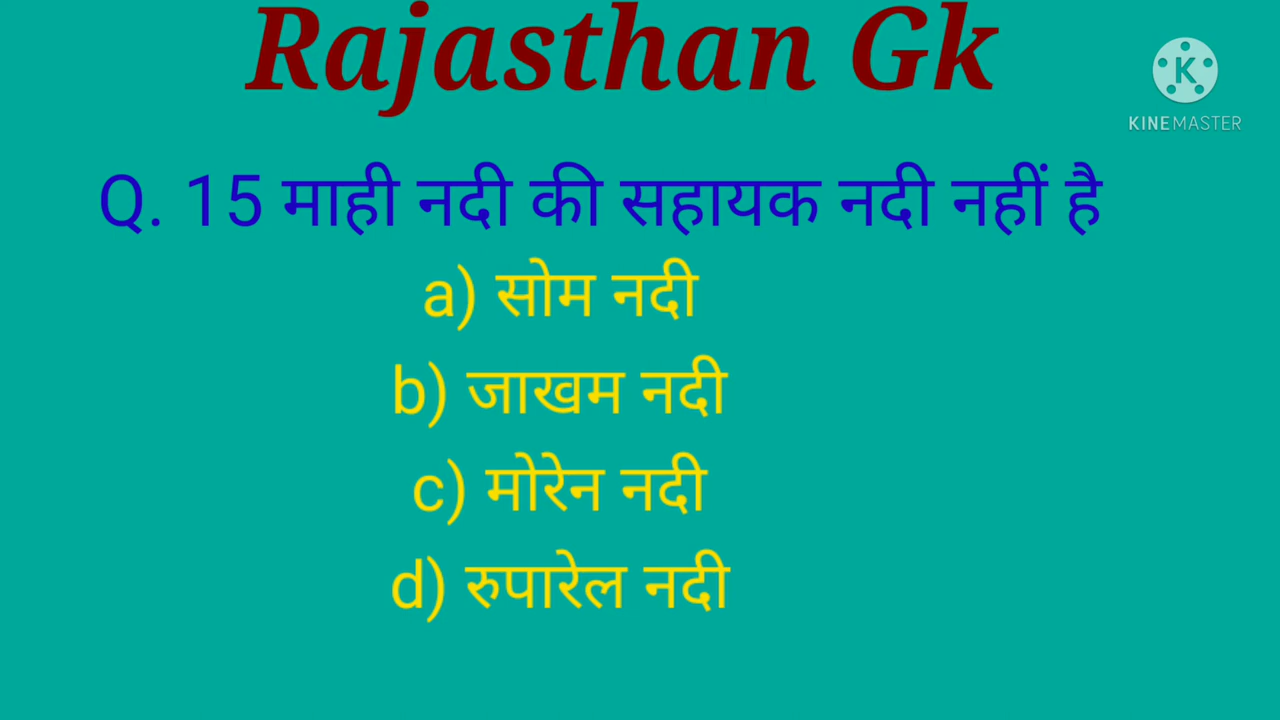 Rajasthan Gk
KINEMASTER
Q. 15 माही नदी की सहायक नदी नहीं है
a) सोम नदी
b) जाखम नदी
c) मोरेन नदी
d) रुपारेल नदी